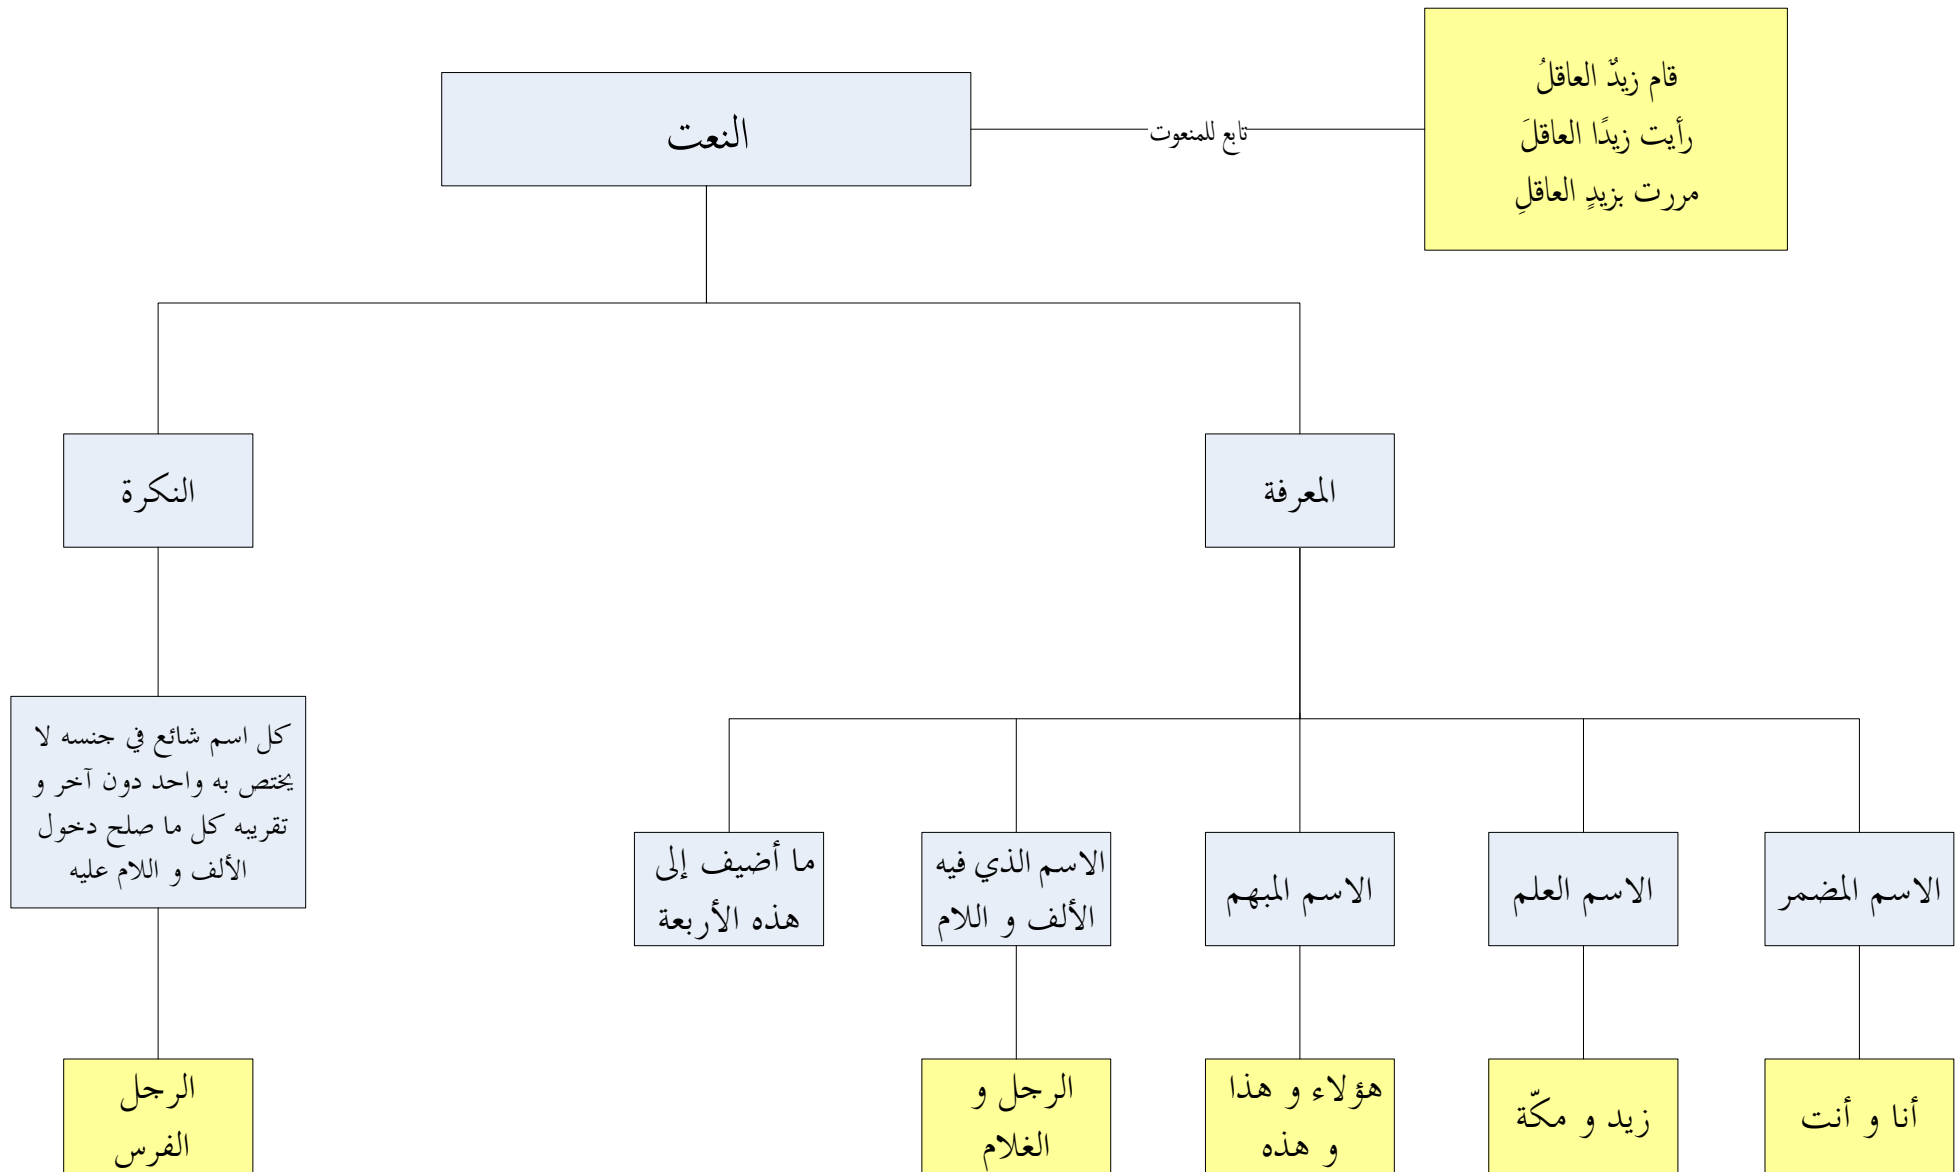 قام زيدٌ العاقلُ
رأيت زيدًا العاقلَ
مررت بزيدٍ العاقلِ
تابع للمنعوت
النعت
المعرفة
النكرة
كل اسم شائع في جنسه لا
يختص به واحد دون آخر و
تقريبه كل ما صلح دخول
الألف و اللام عليه
الاسم المضمر
الاسم العلم
الاسم المبهم
الاسم الذي فيه
الألف و اللام
ما أضيف إلى
هذه الأربعة
أنا و أنت
زيد و مكّة
هؤلاء و هذا
و هذه
الرجل و
الغلام
الرجل
الفرس